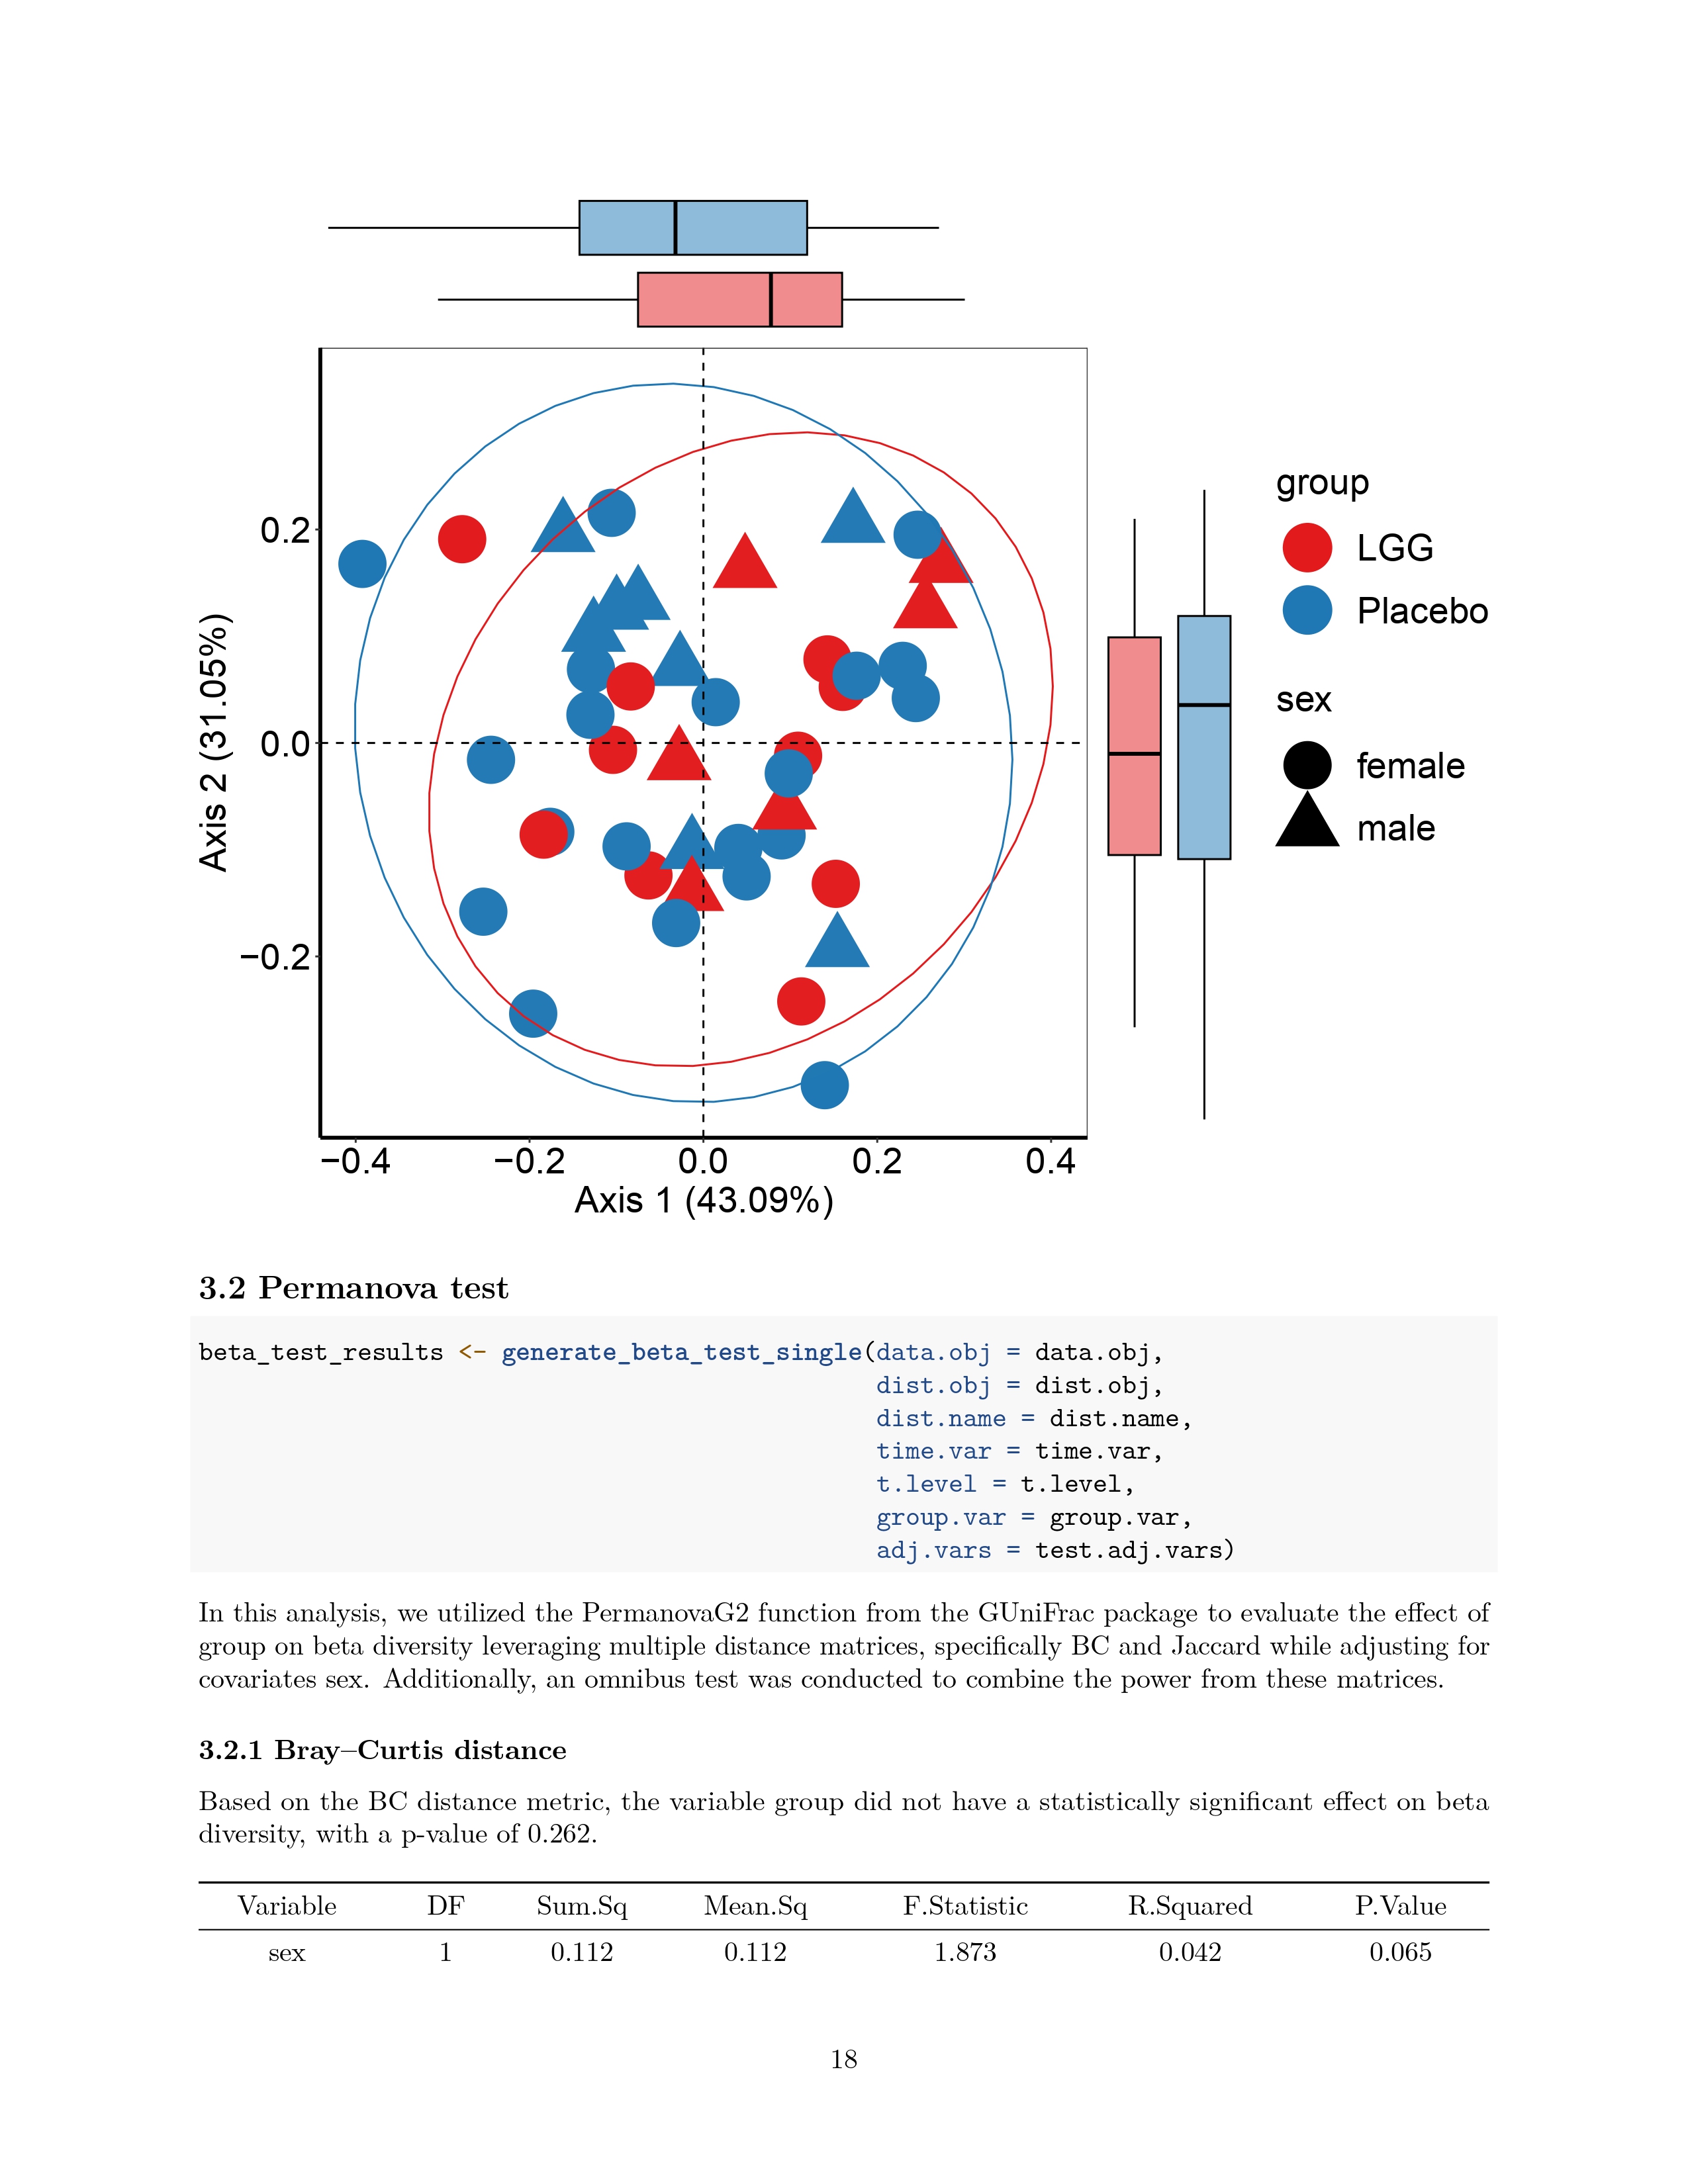 group
LGG
Placebo
sex
female
male
0.2
0.0
−0.2
Axis 2 (31.05%)
−0.4 −0.2 0.0 0.2 0.4
Axis 1 (43.09%)
3.2 Permanova test
beta_test_results <- generate_beta_test_single(data.obj = data.obj,
dist.obj = dist.obj,
dist.name = dist.name,
time.var = time.var,
t.level = t.level,
group.var = group.var,
adj.vars = test.adj.vars)
In this analysis, we utilized the PermanovaG2 function from the GUniFrac package to evaluate the effect of
group on beta diversity leveraging multiple distance matrices, specifically BC and Jaccard while adjusting for
covariates sex. Additionally, an omnibus test was conducted to combine the power from these matrices.
3.2.1 Bray–Curtis distance
Based on the BC distance metric, the variable group did not have a statistically significant effect on beta
diversity, with a p-value of 0.262.
Variable DF Sum.Sq Mean.Sq F.Statistic R.Squared P.Value
sex 1 0.112 0.112 1.873 0.042 0.065
18